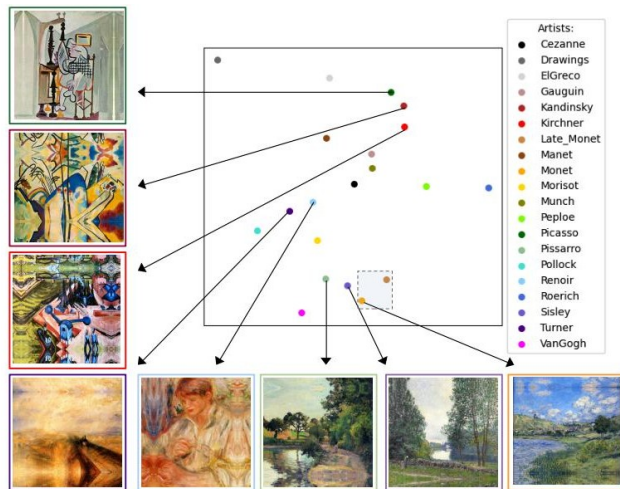 Artists:
Cezanne
Drawings
ElGreco
Gauguin
Kandinsky
Kirchner
Late_Monet
Manet
Monet
Morisot
Munch
Peploe
Picasso
Pissarro
Pollock
Renoir
Roerich
Sisley
Turner
VanGogh